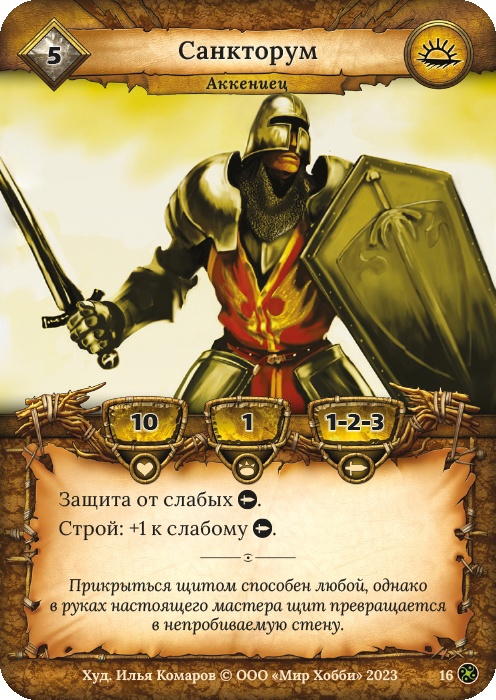 5
Санкторум
Аккениец
10
1
1-2-3
Защита от слабых .
Строй: +1 к слабому .
Прикрыться щитом способен любой, однако
в руках настоящего мастера щит превращается
в непробиваемую стену.
Худ. Илья Комаров © ООО «Мир Хобби» 2023
16